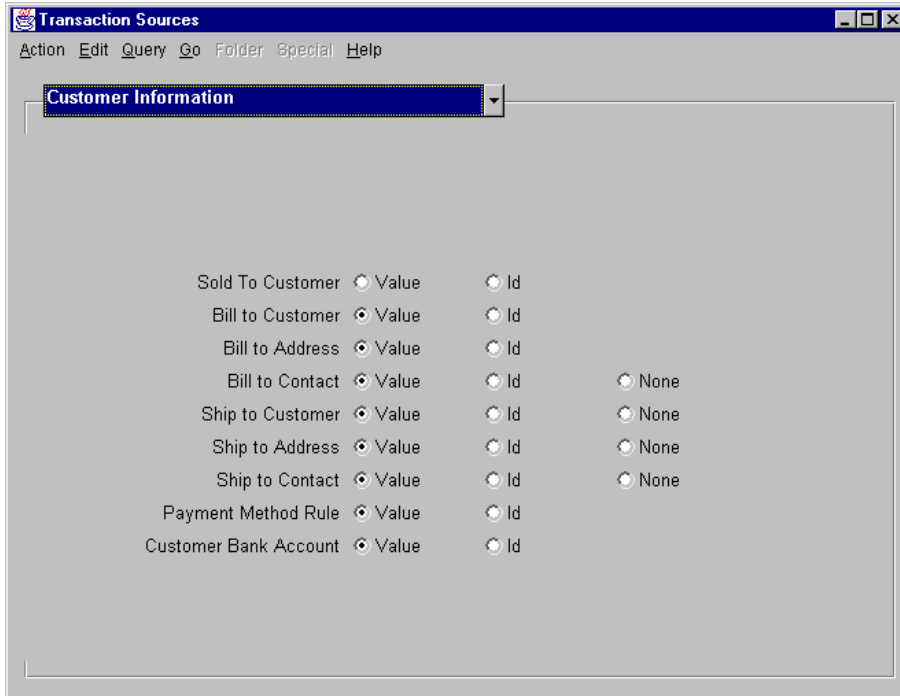 Transaction Sources
Action Edit Query Go Folder Special Help
Customer Information
Sold To Customer Value Id
Bill to Customer Value Id
Bill to Address Value Id
Bill to Contact Value Id None
Ship to Customer Value Id None
Ship to Address Value Id None
Ship to Contact Value Id None
Payment Method Rule Value Id
Customer Bank Account Value Id